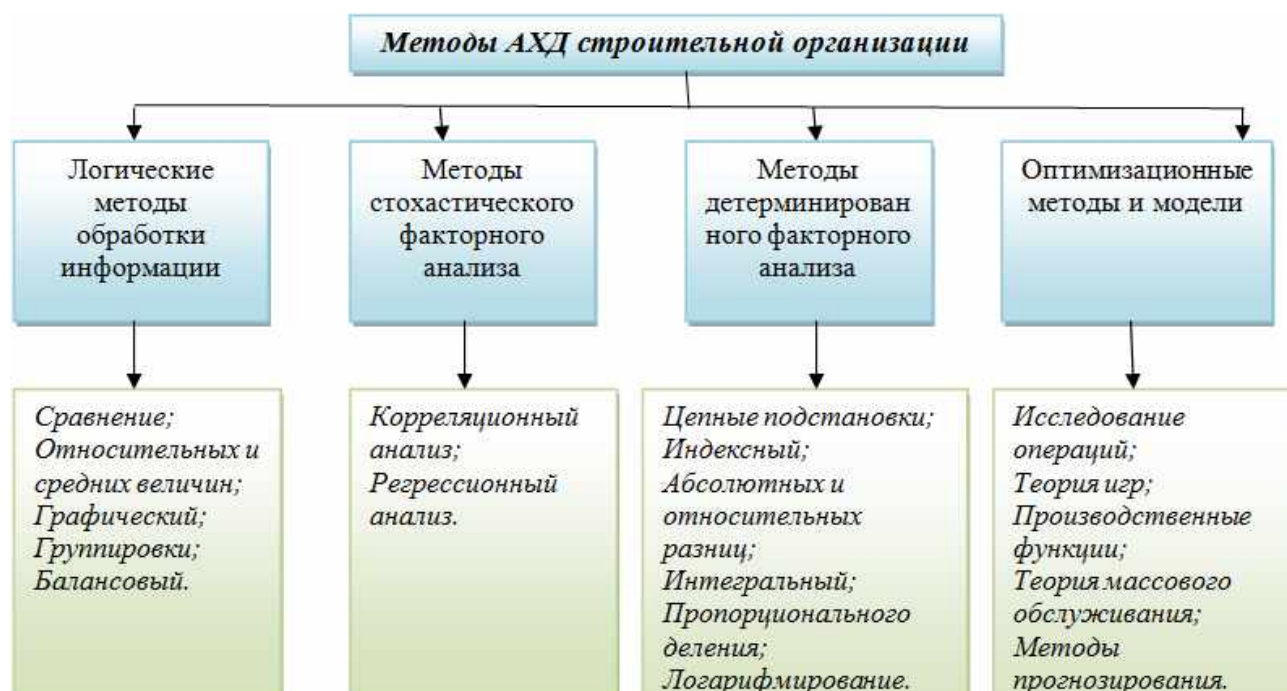 Методы АХД строительной организации
Логические
методы
обработки
информации
Методы
стохастического
факторного
анализа
Методы
детерминирован
ного факторного
анализа
Оптимизационные
методы и модели
Сравнение;
Относительных и
средних величин;
Графический;
Группировки;
Балансовый.
Корреляционный
анализ;
Регрессионный
анализ.
Цепные подстановки;
Индексный;
Абсолютных и
относительных
разниц;
Интегральный;
Пропорционального
деления;
Логарифмирование.
Исследование
операций;
Теория игр;
Производственные
функции;
Теория массового
обслуживания;
Методы
прогнозирования.